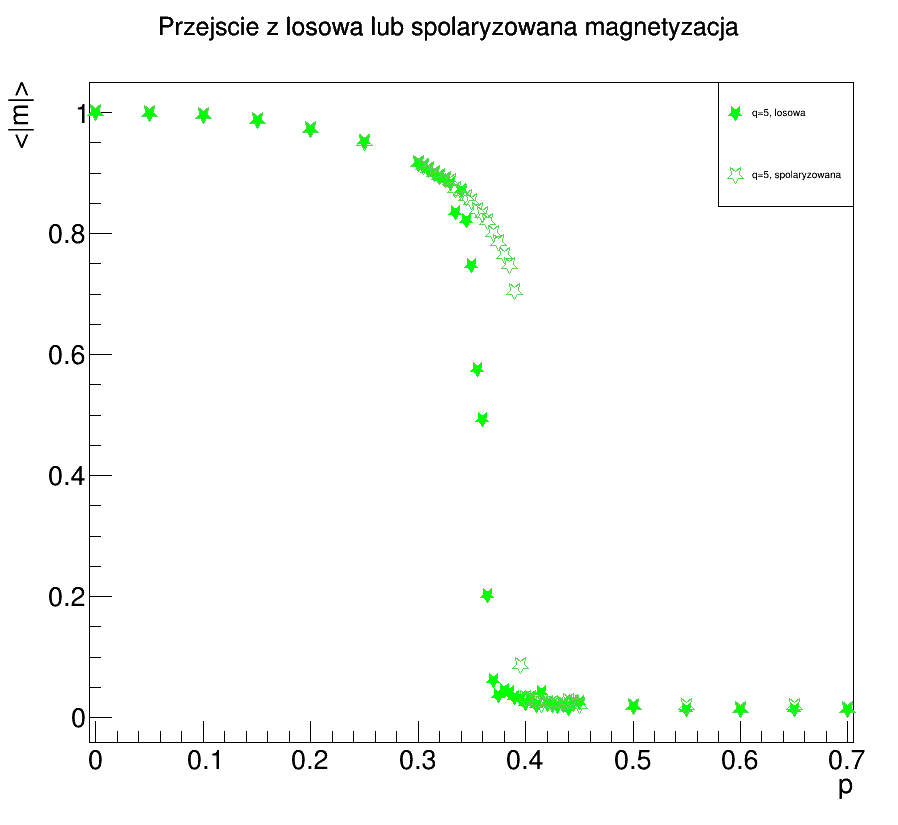 Przejscie z losowa lub spolaryzowana magnetyzacja
<|m|>
1
0.8
0.6
0.4
0.2
0
q=5, losowa
q=5, spolaryzowana
0 0.1 0.2 0.3 0.4 0.5 0.6 0.7
p